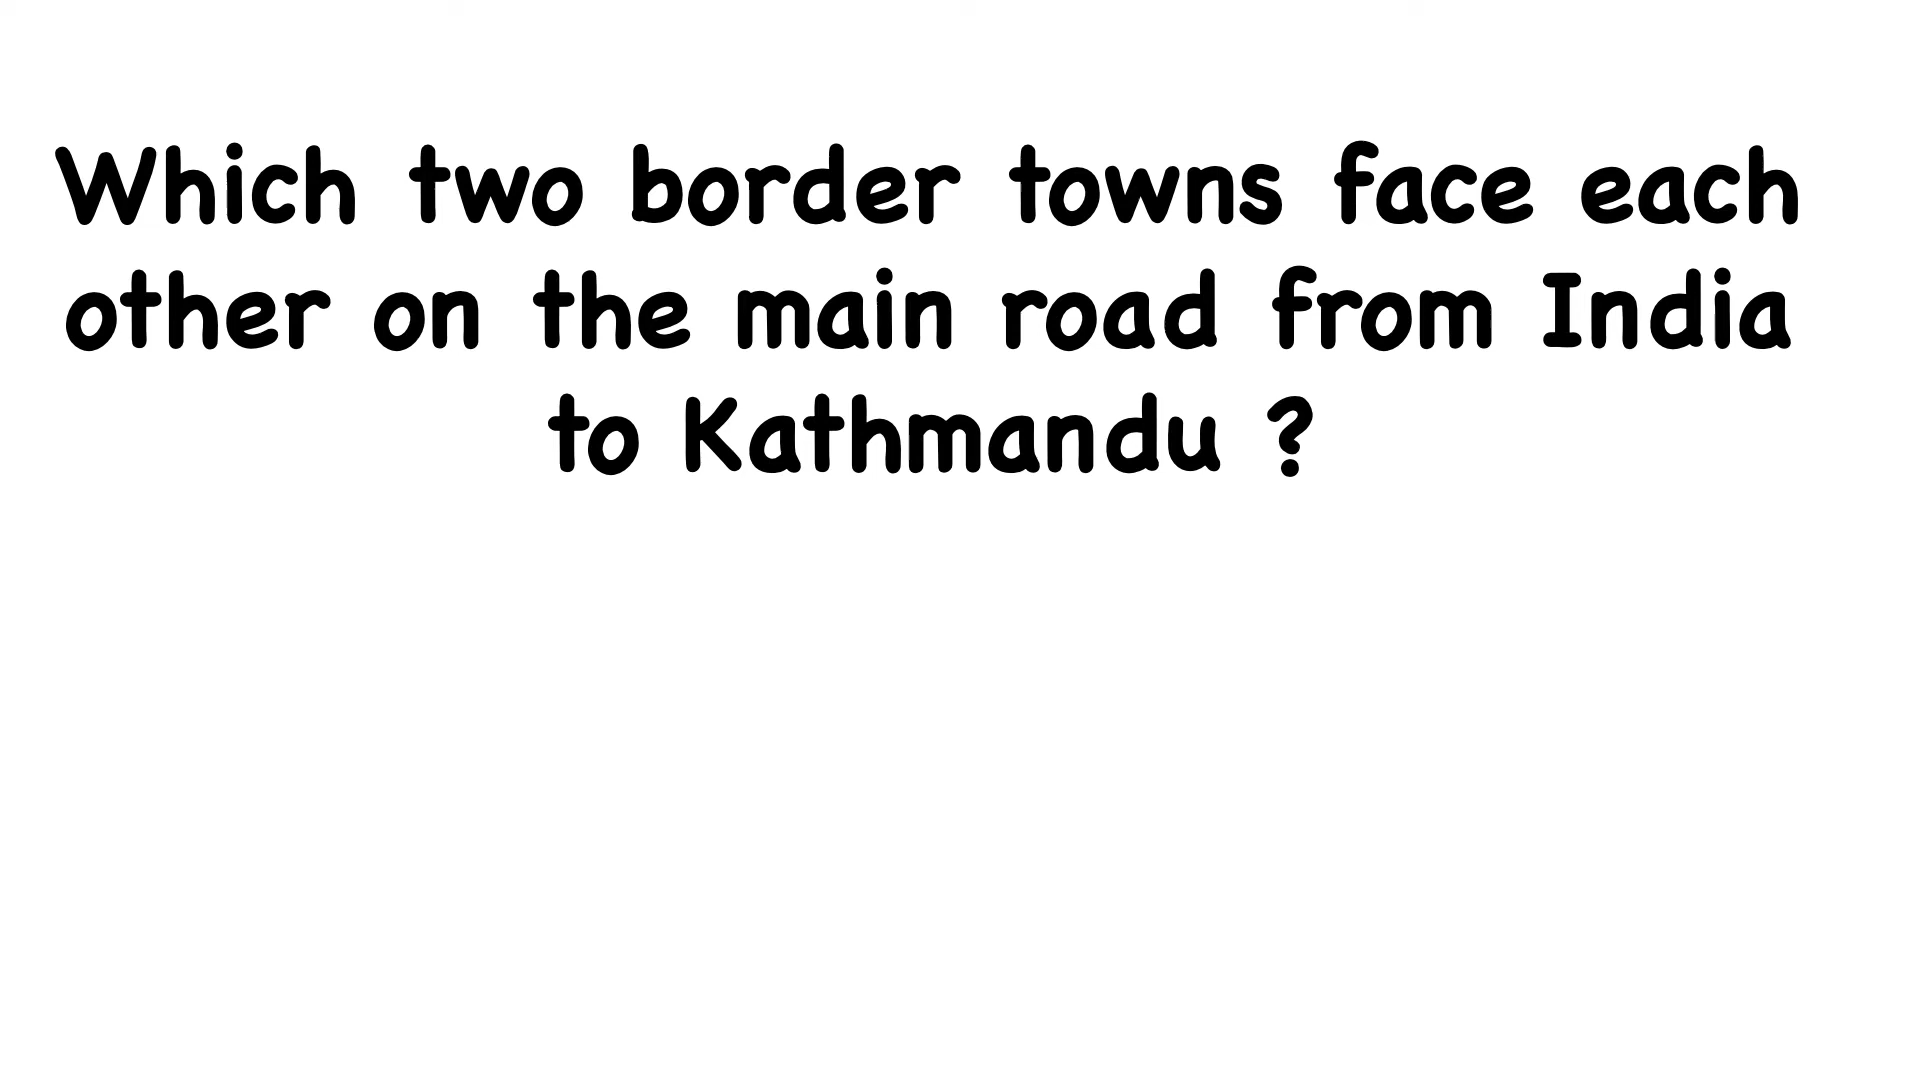 Which two border towns face each
other on the main road from India
to Kathmandu ?